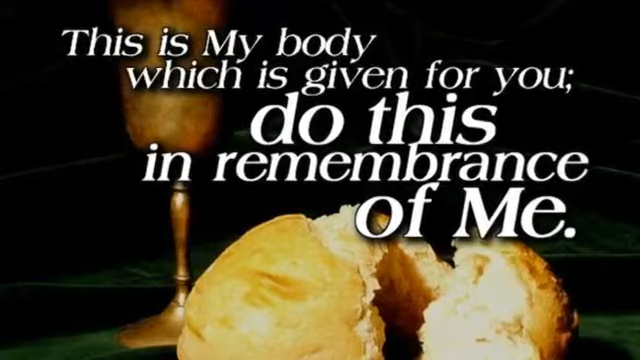 This is My body
which is given for you;
do this
in remembrance
of Me.